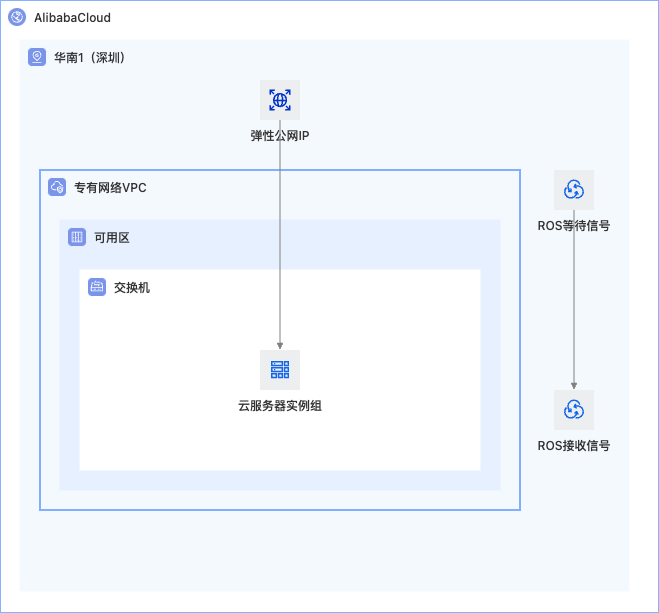 AlibabaCloud
华南1（深圳）
弹性公网IP
专有网络VPC
ROS等待信号
可用区
交换机
云服务器实例组
ROS接收信号